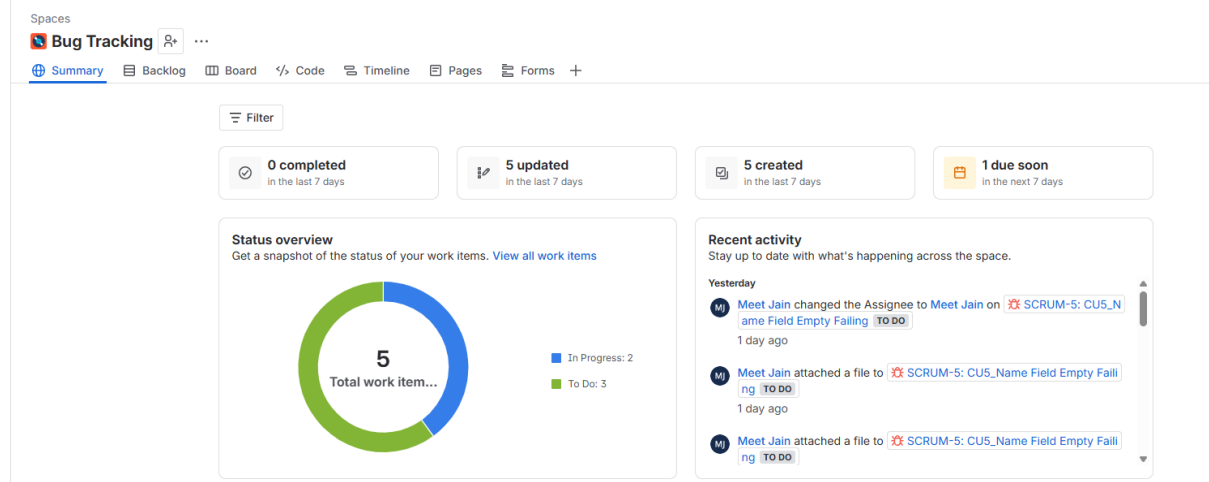 Spaces
Bug Tracking
Summary Backlog Board Code Timeline Pages Forms
Filter
0 completed
in the last 7 days
5 updated
in the last 7 days
5 created
in the last 7 days
1 due soon
in the next 7 days
Status overview
Get a snapshot of the status of your work items. View all work items
5
Total work item...
In Progress: 2
To Do: 3
Recent activity
Stay up to date with what's happening across the space.
Yesterday
MJ
Meet Jain changed the Assignee to Meet Jain on SCRUM-5: CU5_N
ame Field Empty Failing TO DO
1 day ago
MJ
Meet Jain attached a file to SCRUM-5: CU5_Name Field Empty Faili
ng TO DO
1 day ago
MJ
Meet Jain attached a file to SCRUM-5: CU5_Name Field Empty Faili
ng TO DO